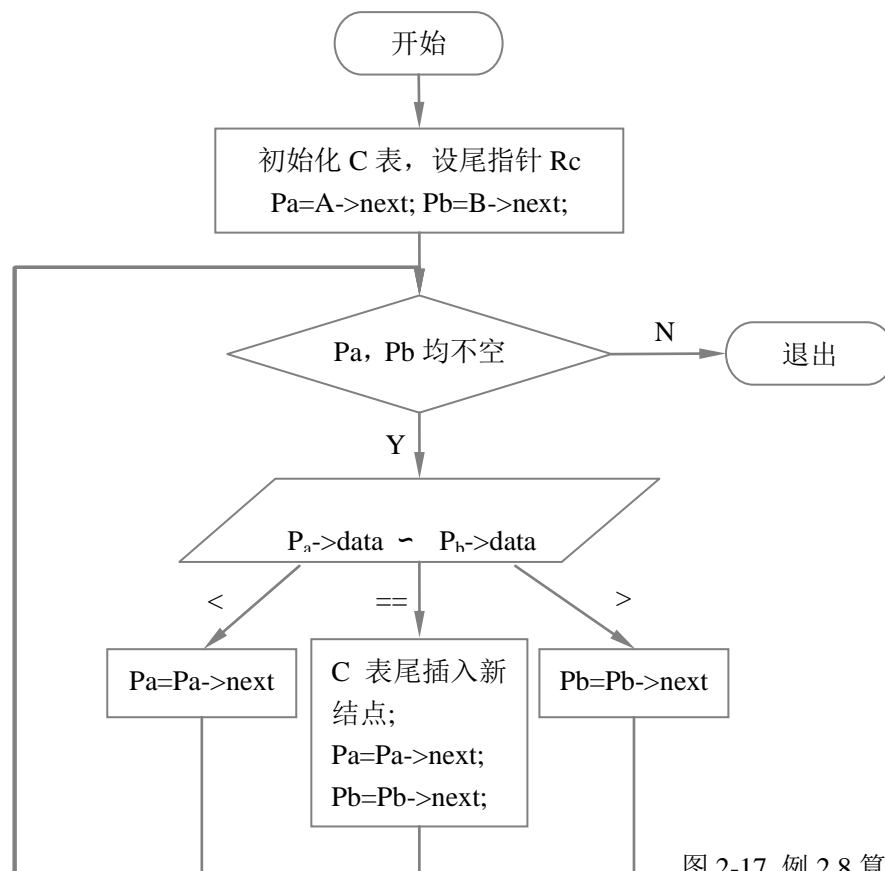 开始
初始化 C 表，设尾指针 Rc
Pa=A->next; Pb=B->next;
Pa，Pb 均不空
N
退出
Y
Pa->data ∽ Pb->data
<
==
>
Pa=Pa->next
C 表尾插入新
结点;
Pa=Pa->next;
Pb=Pb->next;
Pb=Pb->next
图 2-17 例 2.8 算